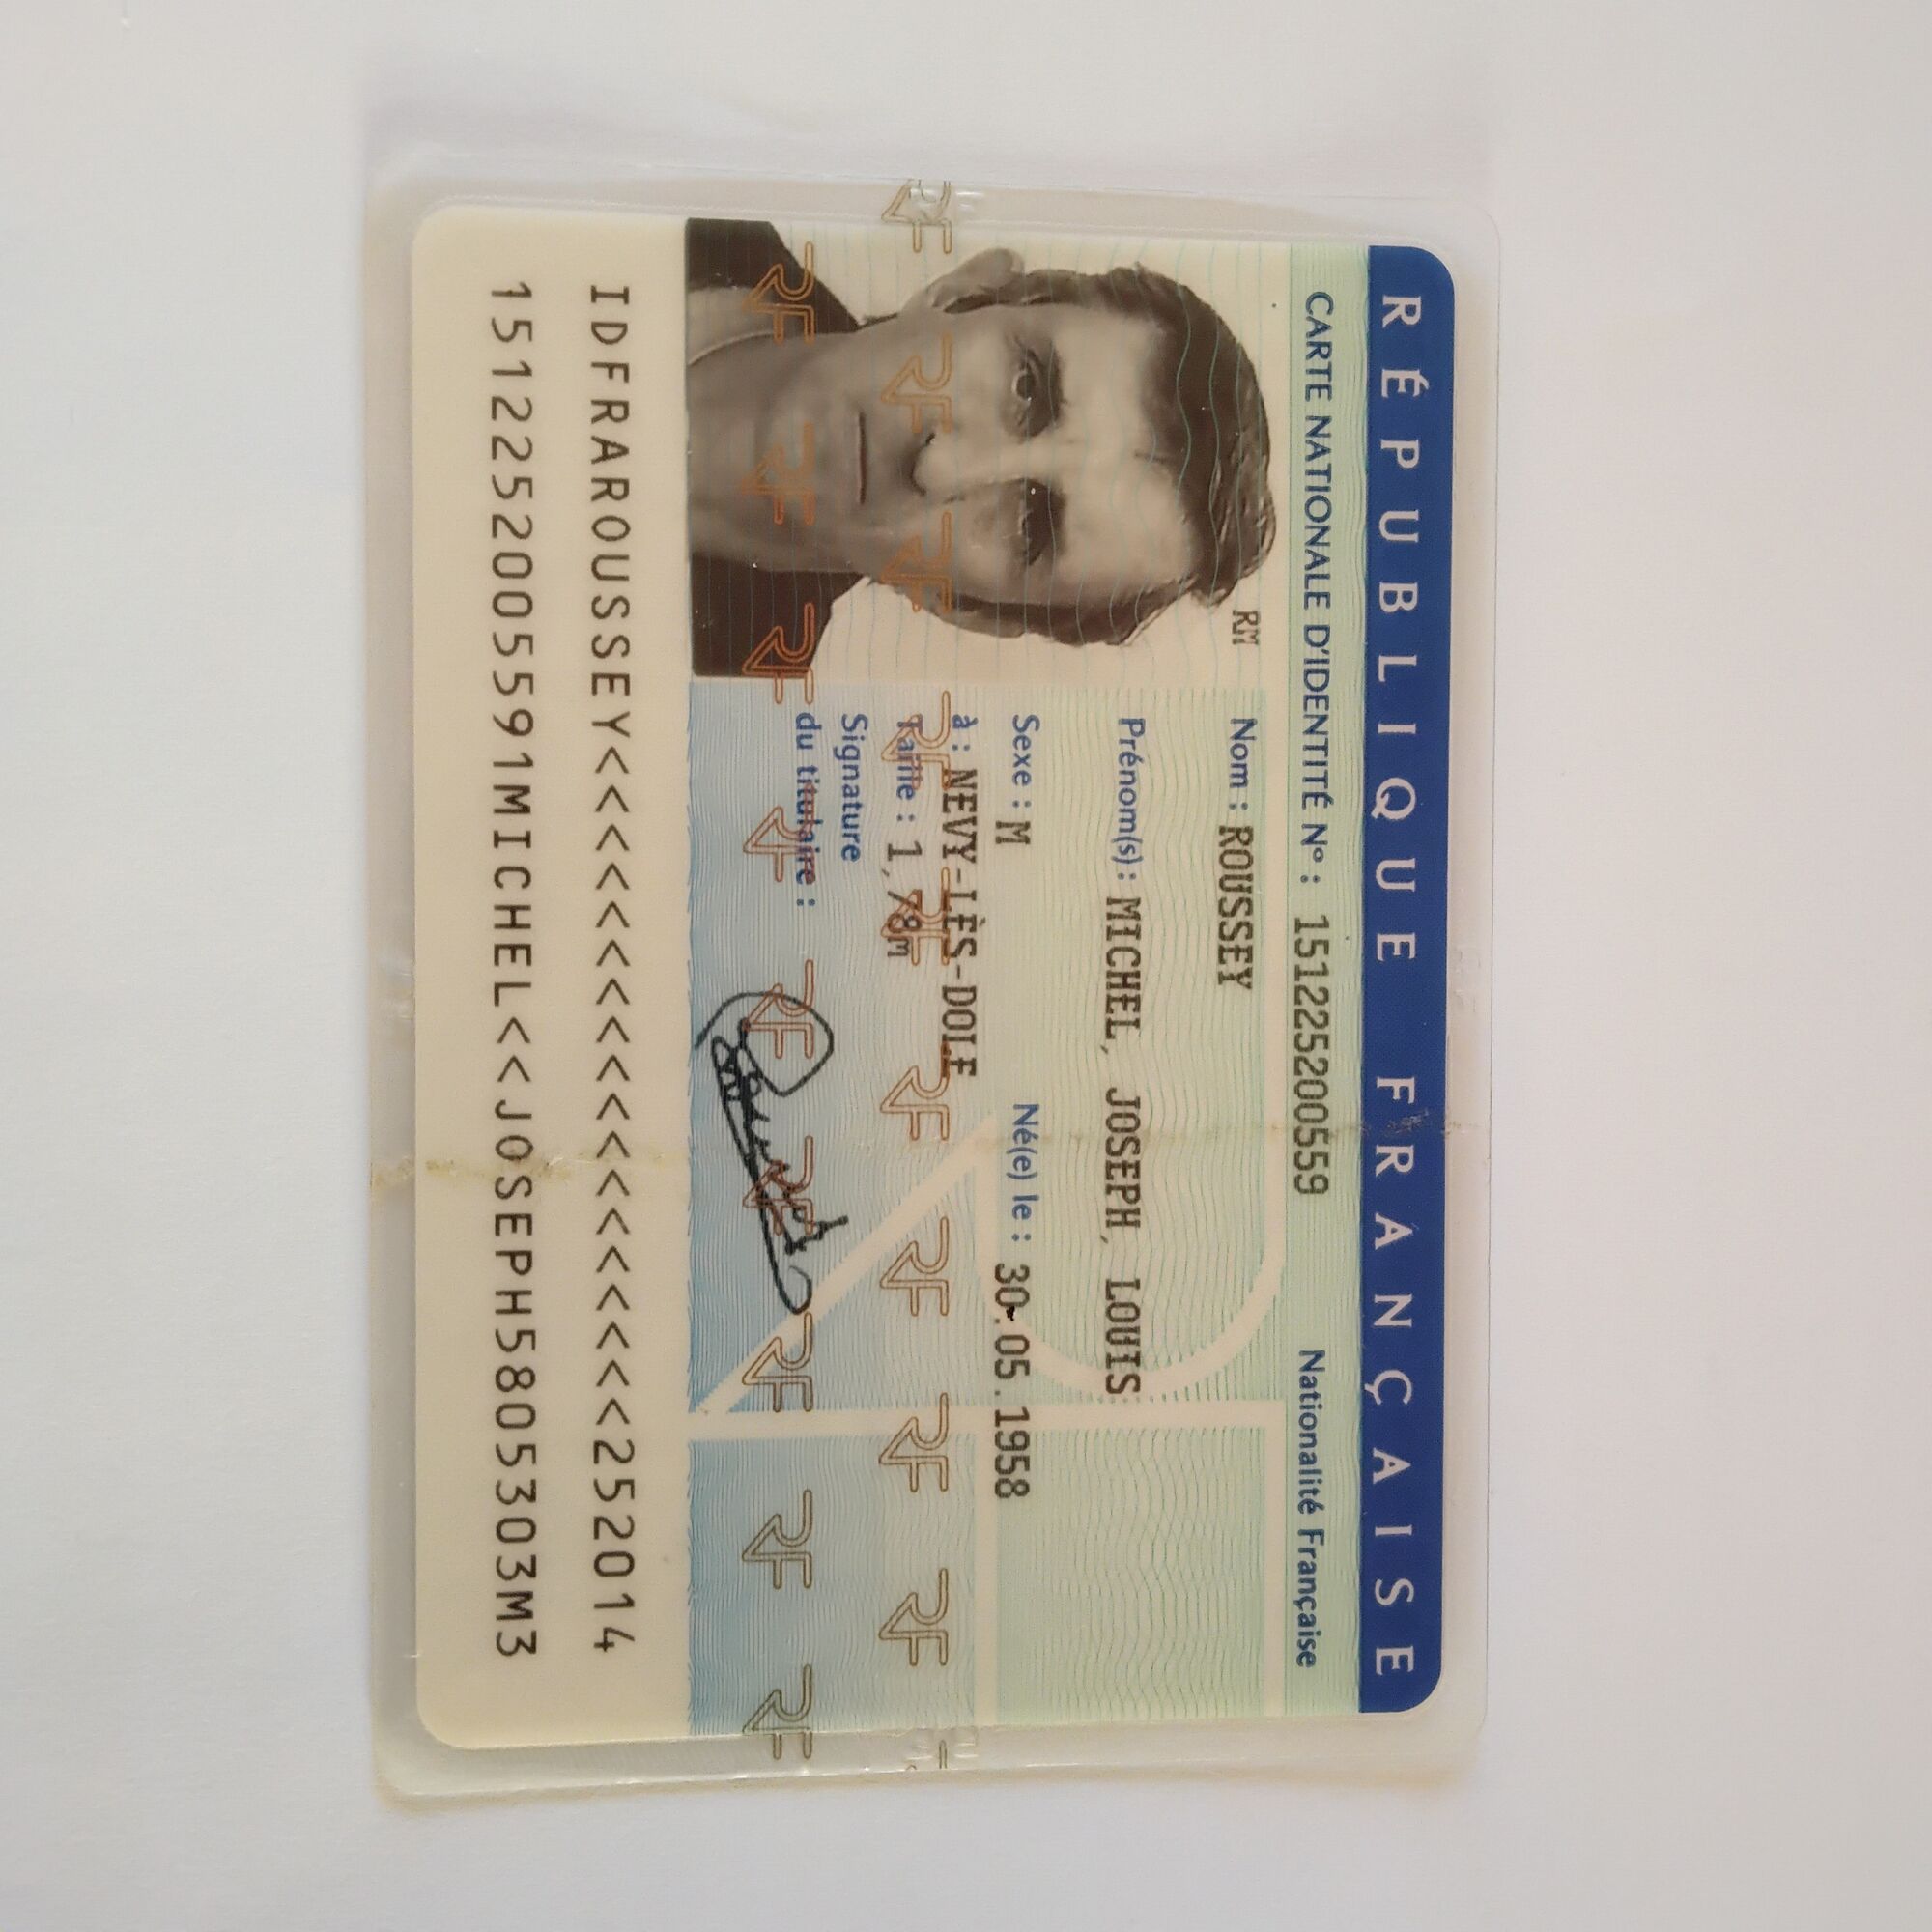 RÉPUBLIQUE FRANÇAISE
CARTE NATIONALE D'IDENTITÉ N° : 151225200559 Nationalité Française
RM
Nom : ROUSSEY
Prénom(s) : MICHEL, JOSEPH, LOUIS
Sexe : M Né(e) le : 30.05.1958
à : NEVY-LÈS-DOLE
Taille : 1,78m
Signature
du titulaire :
IDFRAROUSSEY<<<<<<<<<<<<<<<<<<252014
1512252005591MICHEL<<JOSEPH5805303M3